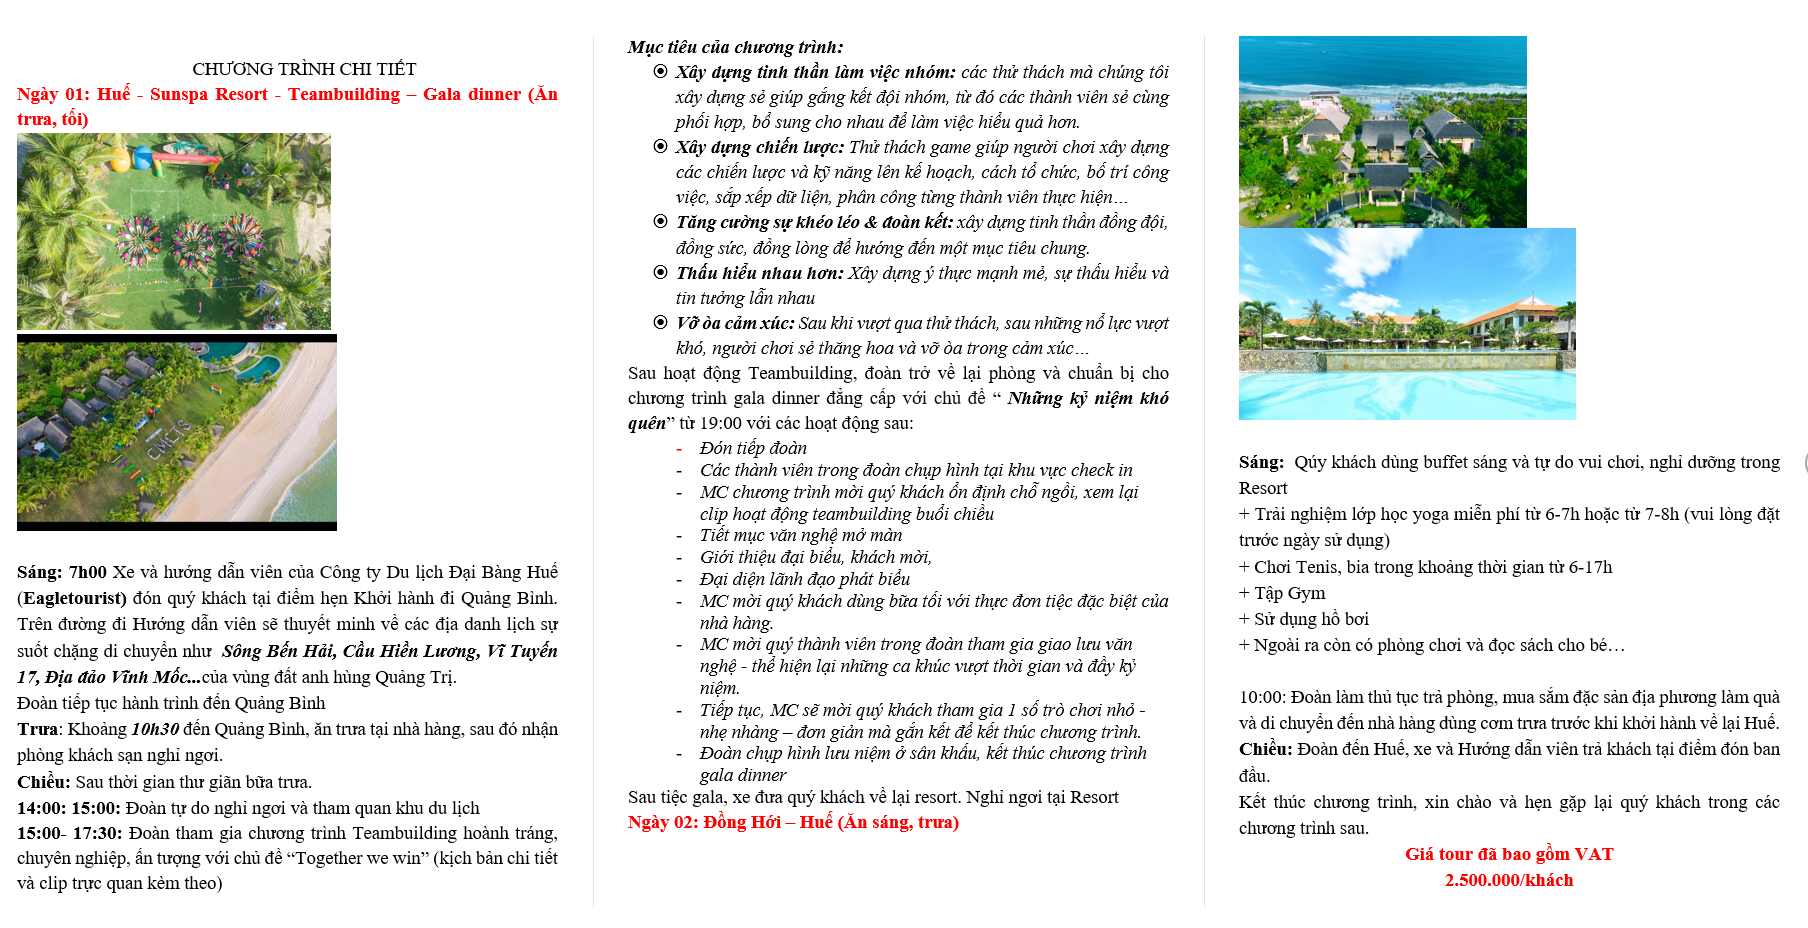 CHƯƠNG TRÌNH CHI TIẾT
Ngày 01: Huế - Sunspa Resort - Teambuilding – Gala dinner (Ăn
trưa, tối)
CMCTS
Sáng: 7h00 Xe và hướng dẫn viên của Công ty Du lịch Đại Bàng Huế
(Eagletourist) đón quý khách tại điểm hẹn Khởi hành đi Quảng Bình.
Trên đường đi Hướng dẫn viên sẽ thuyết minh về các địa danh lịch sự
suốt chặng di chuyển như Sông Bến Hải, Cầu Hiền Lương, Vĩ Tuyến
17, Địa đảo Vĩnh Mốc...của vùng đất anh hùng Quảng Trị.
Đoàn tiếp tục hành trình đến Quảng Bình
Trưa: Khoảng 10h30 đến Quảng Bình, ăn trưa tại nhà hàng, sau đó nhận
phòng khách sạn nghỉ ngơi.
Chiều: Sau thời gian thư giãn bữa trưa.
14:00: 15:00: Đoàn tự do nghỉ ngơi và tham quan khu du lịch
15:00- 17:30: Đoàn tham gia chương trình Teambuilding hoành tráng,
chuyên nghiệp, ấn tượng với chủ đề “Together we win” (kịch bản chi tiết
và clip trực quan kèm theo)
Mục tiêu của chương trình:
Xây dựng tinh thần làm việc nhóm: các thử thách mà chúng tôi
xây dựng sẻ giúp gắng kết đội nhóm, từ đó các thành viên sẻ cùng
phối hợp, bổ sung cho nhau để làm việc hiểu quả hơn.
Xây dựng chiến lược: Thử thách game giúp người chơi xây dựng
các chiến lược và kỹ năng lên kế hoạch, cách tổ chức, bố trí công
việc, sắp xếp dữ liện, phân công từng thành viên thực hiện…
Tăng cường sự khéo léo & đoàn kết: xây dựng tinh thần đồng đội,
đồng sức, đồng lòng để hướng đến một mục tiêu chung.
Thấu hiểu nhau hơn: Xây dựng ý thực mạnh mẻ, sự thấu hiểu và
tin tưởng lẫn nhau
Vỡ òa cảm xúc: Sau khi vượt qua thử thách, sau những nổ lực vượt
khó, người chơi sẻ thăng hoa và vỡ òa trong cảm xúc…
Sau hoạt động Teambuilding, đoàn trở về lại phòng và chuẩn bị cho
chương trình gala dinner đẳng cấp với chủ đề “ Những kỷ niệm khó
quên” từ 19:00 với các hoạt động sau:
- Đón tiếp đoàn
- Các thành viên trong đoàn chụp hình tại khu vực check in
- MC chương trình mời quý khách ổn định chỗ ngồi, xem lại
clip hoạt động teambuilding buổi chiều
- Tiết mục văn nghệ mở màn
- Giới thiệu đại biểu, khách mời,
- Đại diện lãnh đạo phát biểu
- MC mời quý khách dùng bữa tối với thực đơn tiệc đặc biệt của
nhà hàng.
- MC mời quý thành viên trong đoàn tham gia giao lưu văn
nghệ - thể hiện lại những ca khúc vượt thời gian và đầy kỷ
niệm.
- Tiếp tục, MC sẽ mời quý khách tham gia 1 số trò chơi nhỏ -
nhẹ nhàng – đơn giản mà gắn kết để kết thúc chương trình.
- Đoàn chụp hình lưu niệm ở sân khấu, kết thúc chương trình
gala dinner
Sau tiệc gala, xe đưa quý khách về lại resort. Nghỉ ngơi tại Resort
Ngày 02: Đồng Hới – Huế (Ăn sáng, trưa)
Sáng: Qúy khách dùng buffet sáng và tự do vui chơi, nghỉ dưỡng trong
Resort
+ Trải nghiệm lớp học yoga miễn phí từ 6-7h hoặc từ 7-8h (vui lòng đặt
trước ngày sử dụng)
+ Chơi Tenis, bia trong khoảng thời gian từ 6-17h
+ Tập Gym
+ Sử dụng hồ bơi
+ Ngoài ra còn có phòng chơi và đọc sách cho bé…
10:00: Đoàn làm thủ tục trả phòng, mua sắm đặc sản địa phương làm quà
và di chuyển đến nhà hàng dùng cơm trưa trước khi khởi hành về lại Huế.
Chiều: Đoàn đến Huế, xe và Hướng dẫn viên trả khách tại điểm đón ban
đầu.
Kết thúc chương trình, xin chào và hẹn gặp lại quý khách trong các
chương trình sau.
Giá tour đã bao gồm VAT
2.500.000/khách